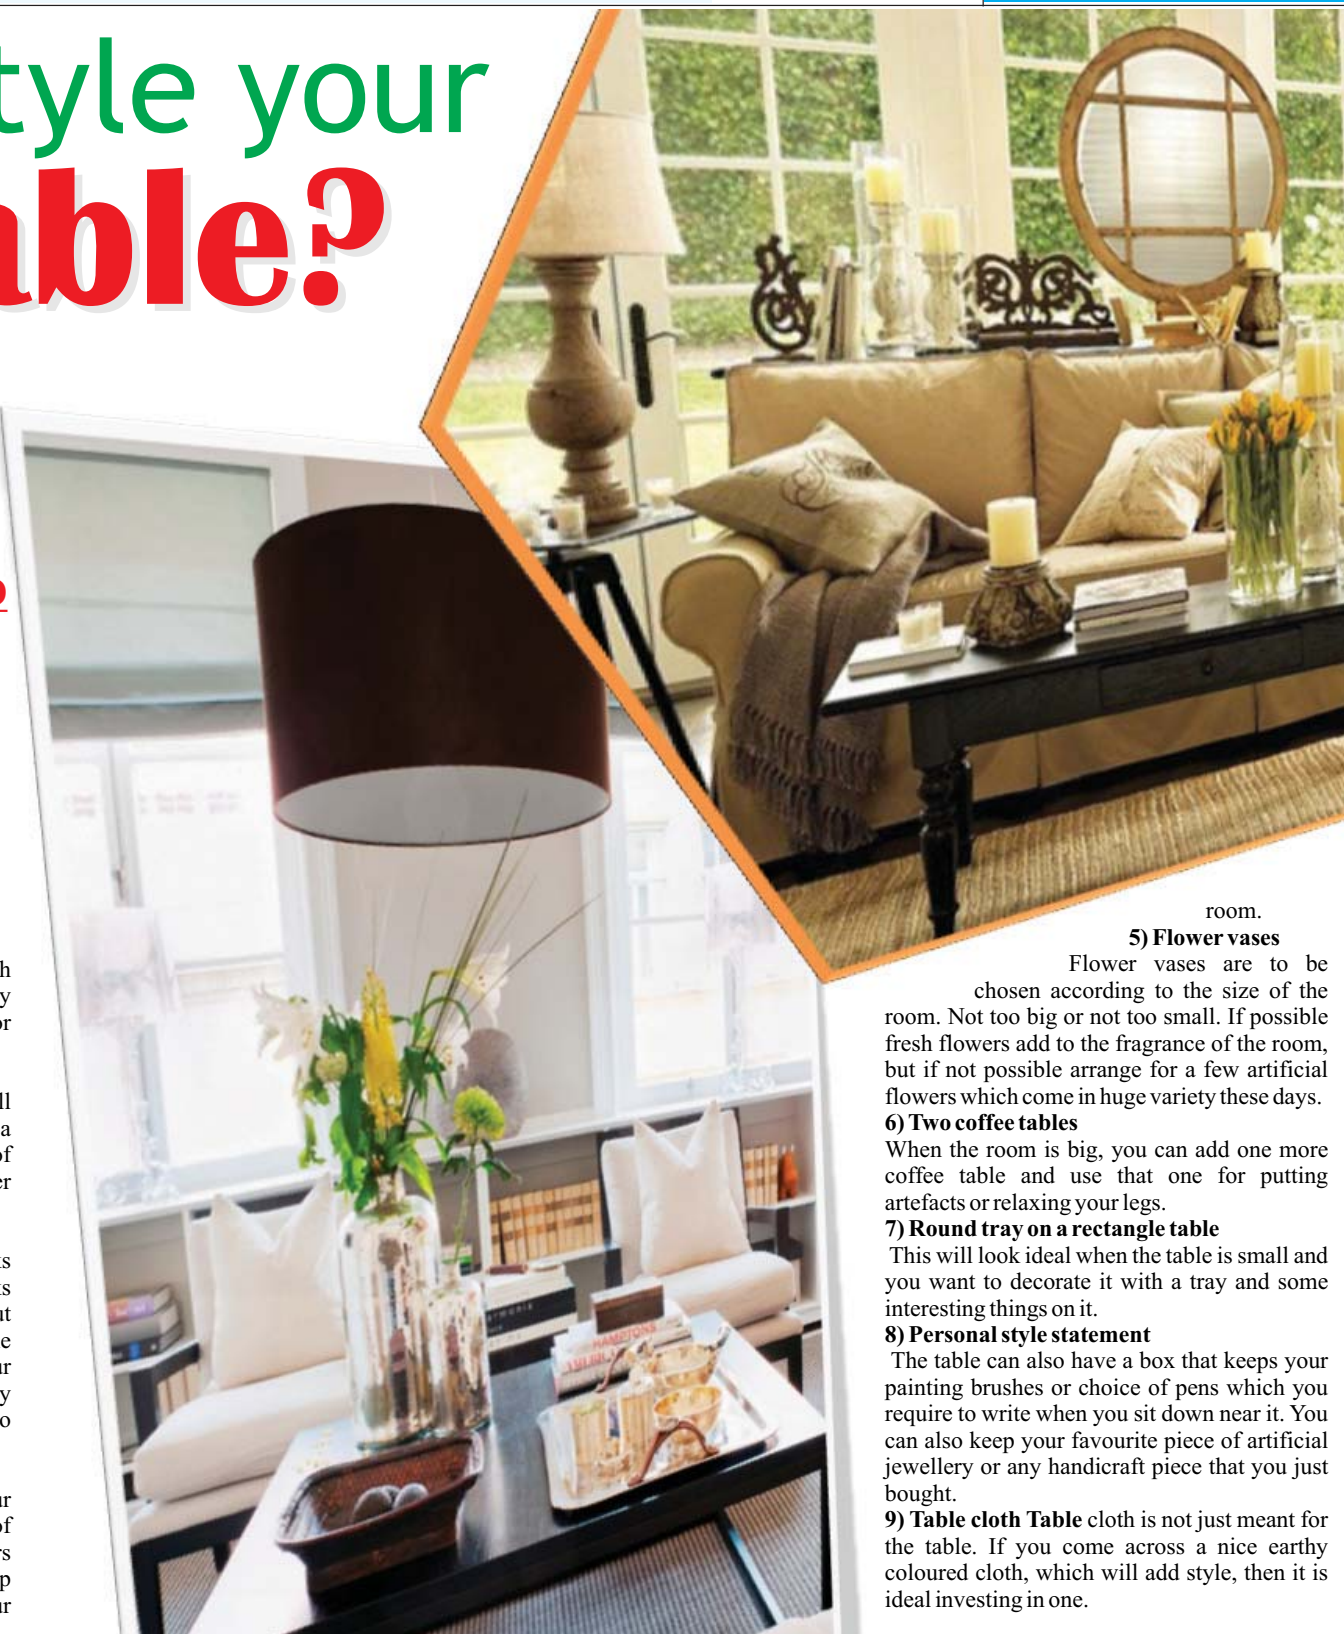 tyle your
able?
room.
5) Flower vases
Flower vases are to be
chosen according to the size of the
room. Not too big or not too small. If possible
fresh flowers add to the fragrance of the room,
but if not possible arrange for a few artificial
flowers which come in huge variety these days.
6) Two coffee tables
When the room is big, you can add one more
coffee table and use that one for putting
artefacts or relaxing your legs.
7) Round tray on a rectangle table
This will look ideal when the table is small and
you want to decorate it with a tray and some
interesting things on it.
8) Personal style statement
The table can also have a box that keeps your
painting brushes or choice of pens which you
require to write when you sit down near it. You
can also keep your favourite piece of artificial
jewellery or any handicraft piece that you just
bought.
9) Table cloth Table cloth is not just meant for
the table. If you come across a nice earthy
coloured cloth, which will add style, then it is
ideal investing in one.
HAMPTONS